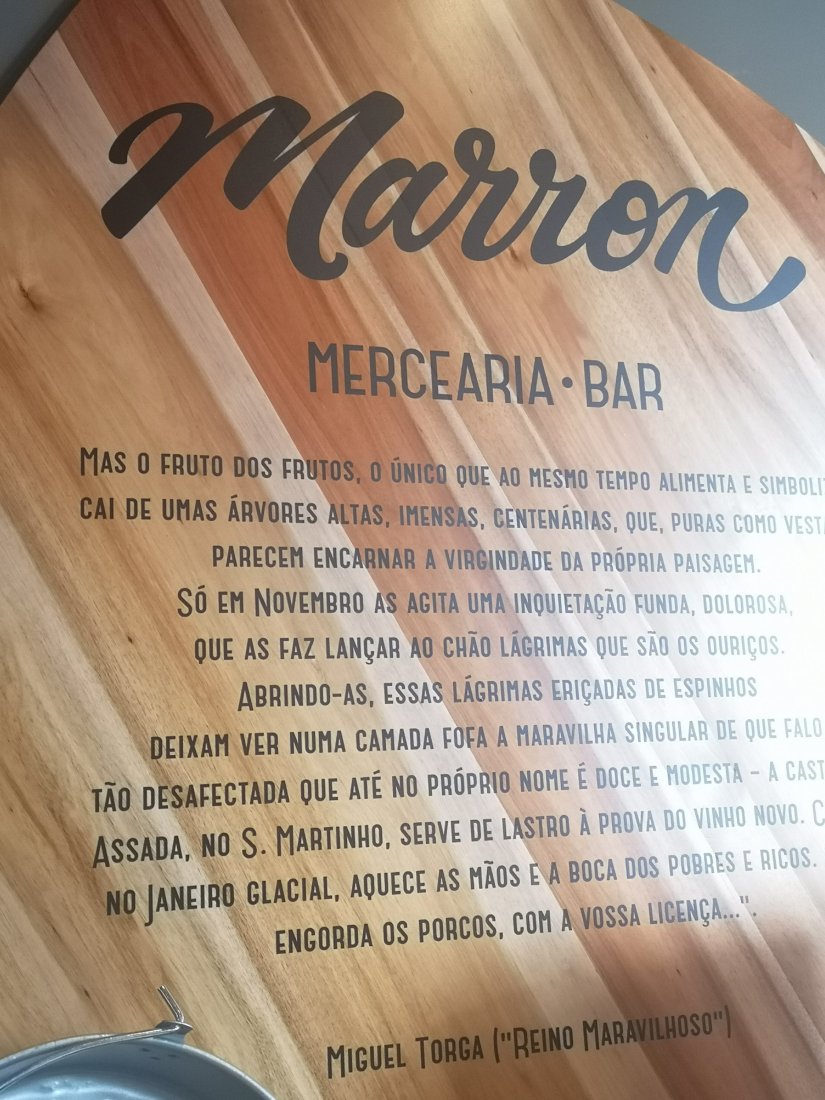 Marron
MERCEARIA • BAR
MAS O FRUTO DOS FRUTOS, O ÚNICO QUE AO MESMO TEMPO ALIMENTA E
CAI DE UMAS ÁRVORES ALTAS, IMENSAS, CENTENÁRIAS, QUE, PURAS COMO
PARECEM ENCARNAR A VIRGINDADE DA PRÓPRIA PAISAGEM.
SÓ EM NOVEMBRO AS AGITA UMA INQUIETAÇÃO FUNDA, DOLOROSA,
QUE AS FAZ LANÇAR AO CHÃO LÁGRIMAS QUE SÃO OS OURIÇOS.
ABRINDO-AS, ESSAS LÁGRIMAS ERIÇADAS DE ESPINHOS
DEIXAM VER NUMA CAMADA FOFA A MARAVILHA SINGULAR DE QUE FALO
TÃO DESAFECTADA QUE ATÉ NO PRÓPRIO NOME É DOCE E MODESTA – A
ASSADA, NO S. MARTINHO, SERVE DE LASTRO À PROVA DO VINHO NOVO.
NO JANEIRO GLACIAL, AQUECE AS MÃOS E A BOCA DOS POBRES E RICOS.
ENGORDA OS PORCOS, COM A VOSSA LICENÇA...".
MIGUEL TORGA ("REINO MARAVILHOSO")